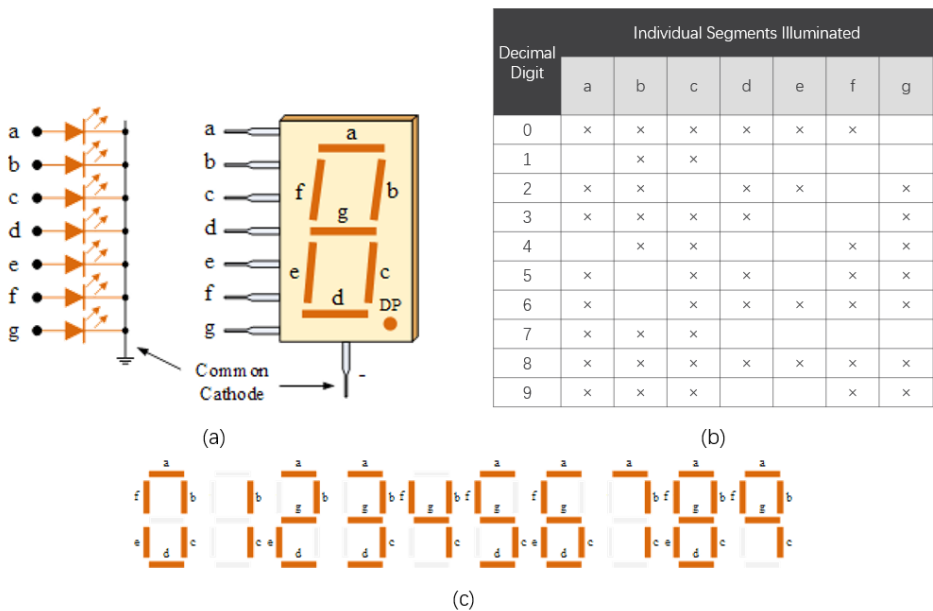 a
b
c
d
e
f
g
Common
Cathode
a
b
c
d
e
f
g
a
f
b
g
e
c
d
DP
-
(a)
Decimal Digit Individual Segments Illuminated
a b c d e f g
0 × × × × × ×
1 × ×
2 × × × × ×
3 × × × × ×
4 × × × ×
5 × × × × ×
6 × × × × × ×
7 × × ×
8 × × × × × × ×
9 × × × × ×
(b)
a a a a a a a a
f b b b g b g f g b f g f g b f g b f g b
e c c e d d c c d c e d c c e d c c
d
(c)